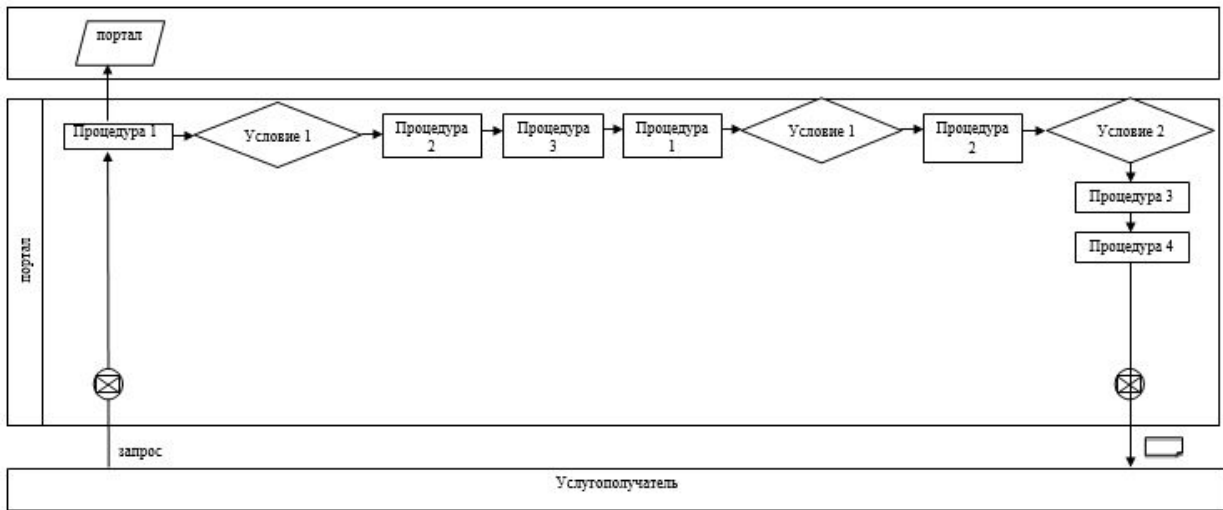 портал
Процедура 1
Условие 1
Процедура
2
Процедура
3
Процедура
1
Условие 1
Процедура
2
Условие 2
Процедура 3
Процедура 4
портал
запрос
Услугополучатель